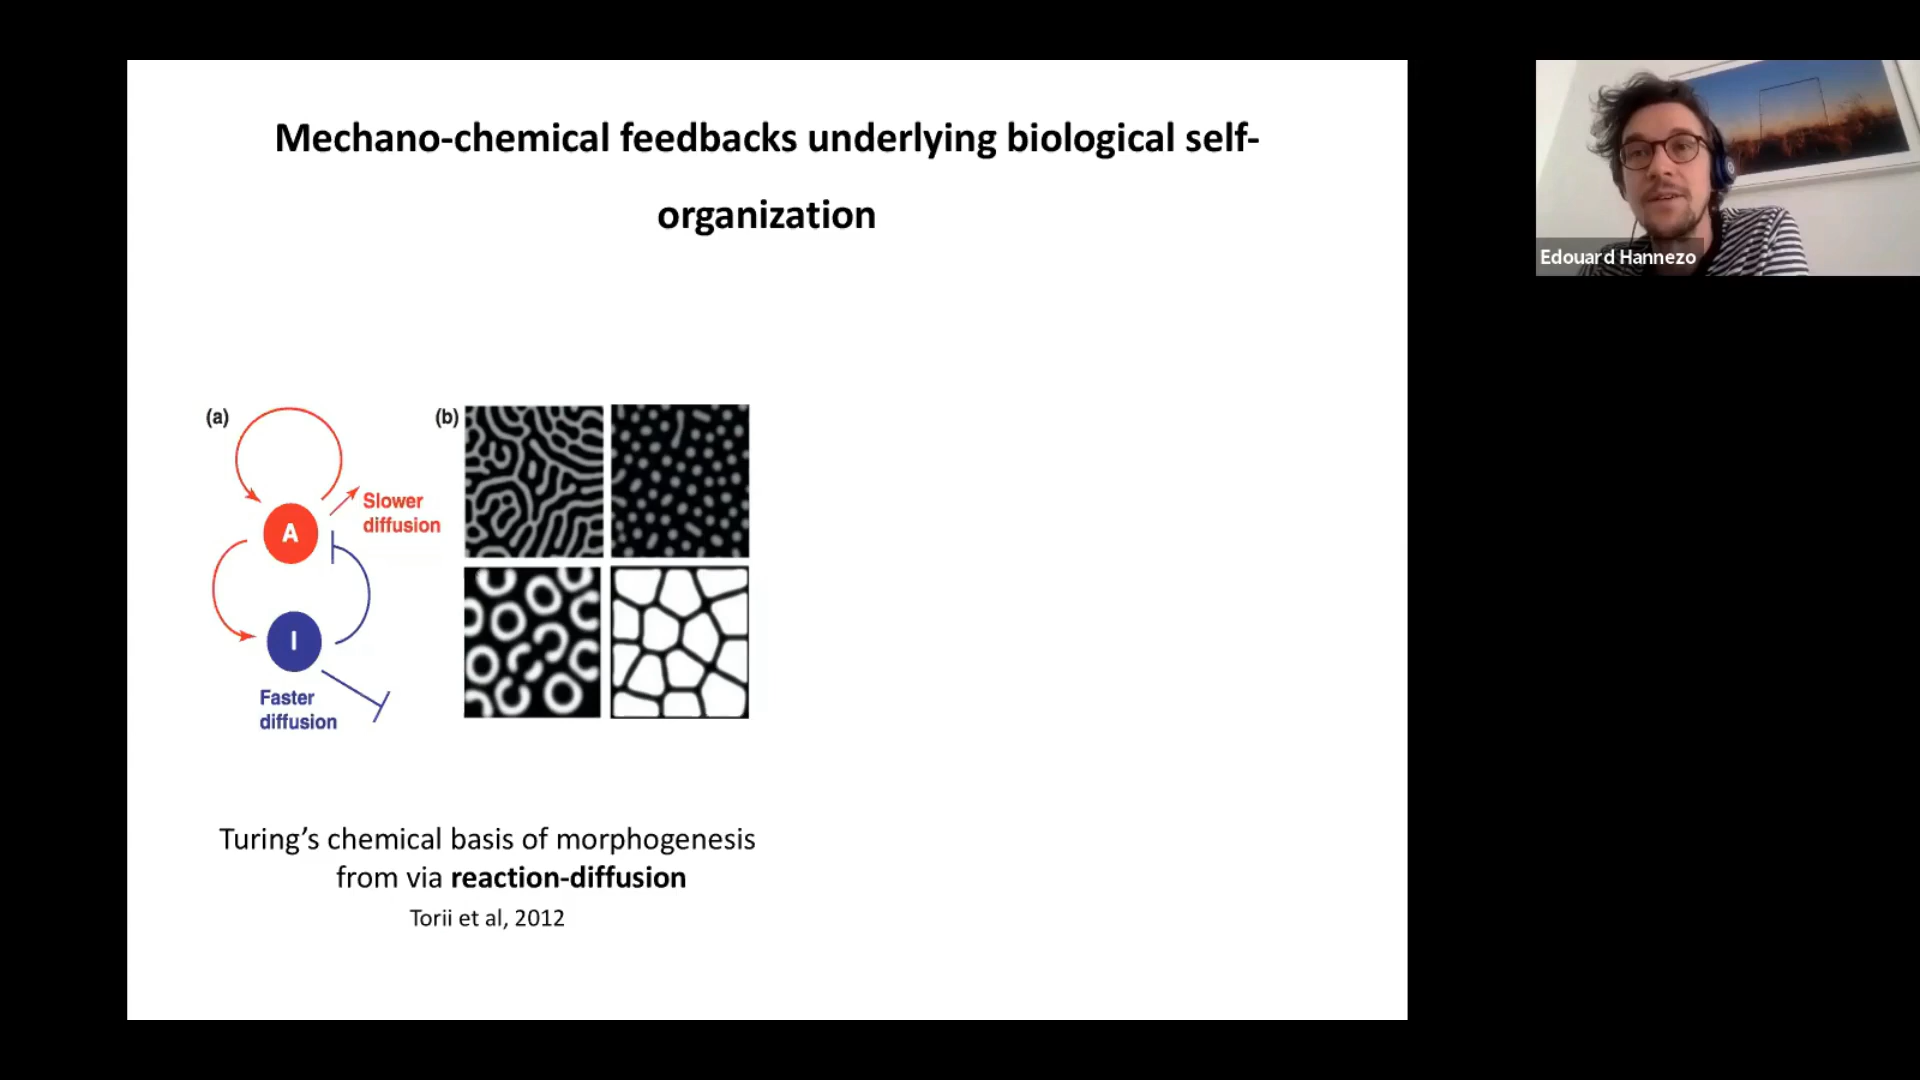 Mechano-chemical feedbacks underlying biological self-
organization
(a)
(b)
Slower
diffusion
A
I
Faster
diffusion
Turing’s chemical basis of morphogenesis
from via reaction-diffusion
Torii et al, 2012
Edouard Hannezo